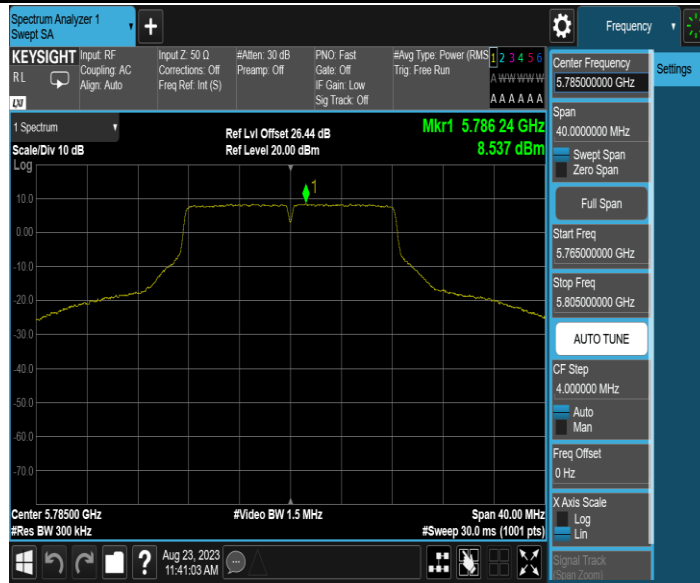 Spectrum Analyzer 1
Swept SA
+
Frequency
KEYSIGHT
RL
LXI
Input: RF
Coupling: AC
Align: Auto
Input Z: 50 Ω
Corrections: Off
Freq Ref: Int (S)
#Atten: 30 dB
Preamp: Off
PNO: Fast
Gate: Off
IF Gain: Low
Sig Track: Off
#Avg Type: Power (RMS
Trig: Free Run
1 2 3 4 5 6
A W W W W W
A A A A A A
1 Spectrum
Scale/Div 10 dB
Log
Ref Lvl Offset 26.44 dB
Ref Level 20.00 dBm
Mkr1 5.786 24 GHz
8.537 dBm
1
10.0
0.00
-10.0
-20.0
-30.0
-40.0
-50.0
-60.0
-70.0
Center 5.78500 GHz
#Res BW 300 kHz
#Video BW 1.5 MHz
Span 40.00 MHz
#Sweep 30.0 ms (1001 pts)
?
Aug 23, 2023
11:41:03 AM
Center Frequency
5.785000000 GHz
Settings
Span
40.0000000 MHz
Swept Span
Zero Span
Full Span
Start Freq
5.765000000 GHz
Stop Freq
5.805000000 GHz
AUTO TUNE
CF Step
4.000000 MHz
Auto
Man
Freq Offset
0 Hz
X Axis Scale
Log
Lin
Signal Track
(Span Zoom)